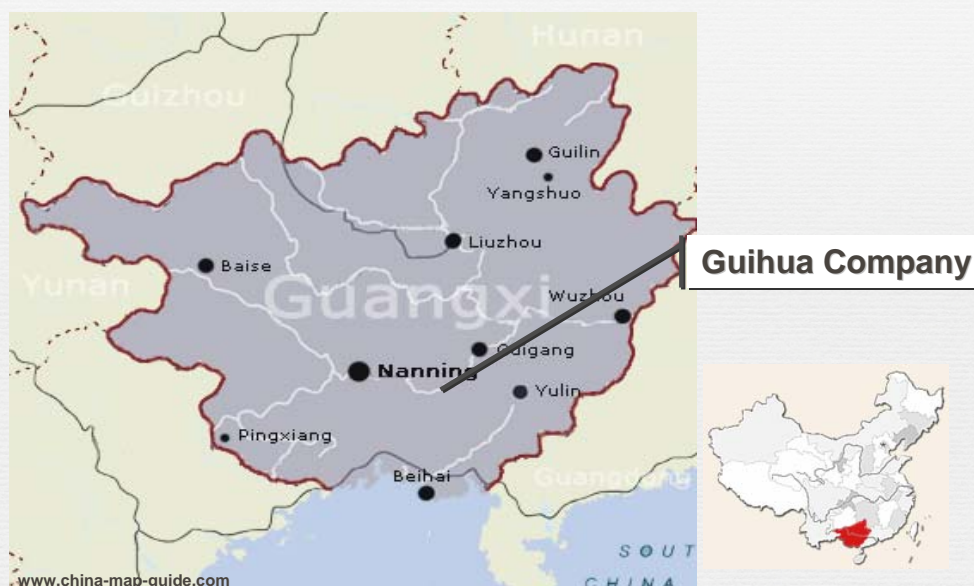 Hunan
Guizhou
Guilin
Yangshuo
Liuzhou
Baise
Guihua Company
Yunan
Guangxi
Wuzhou
Guigang
Nanning
Yulin
Pingxiang
Beihai
Guangdong
SOUT
CHINA
www.china-map-guide.com